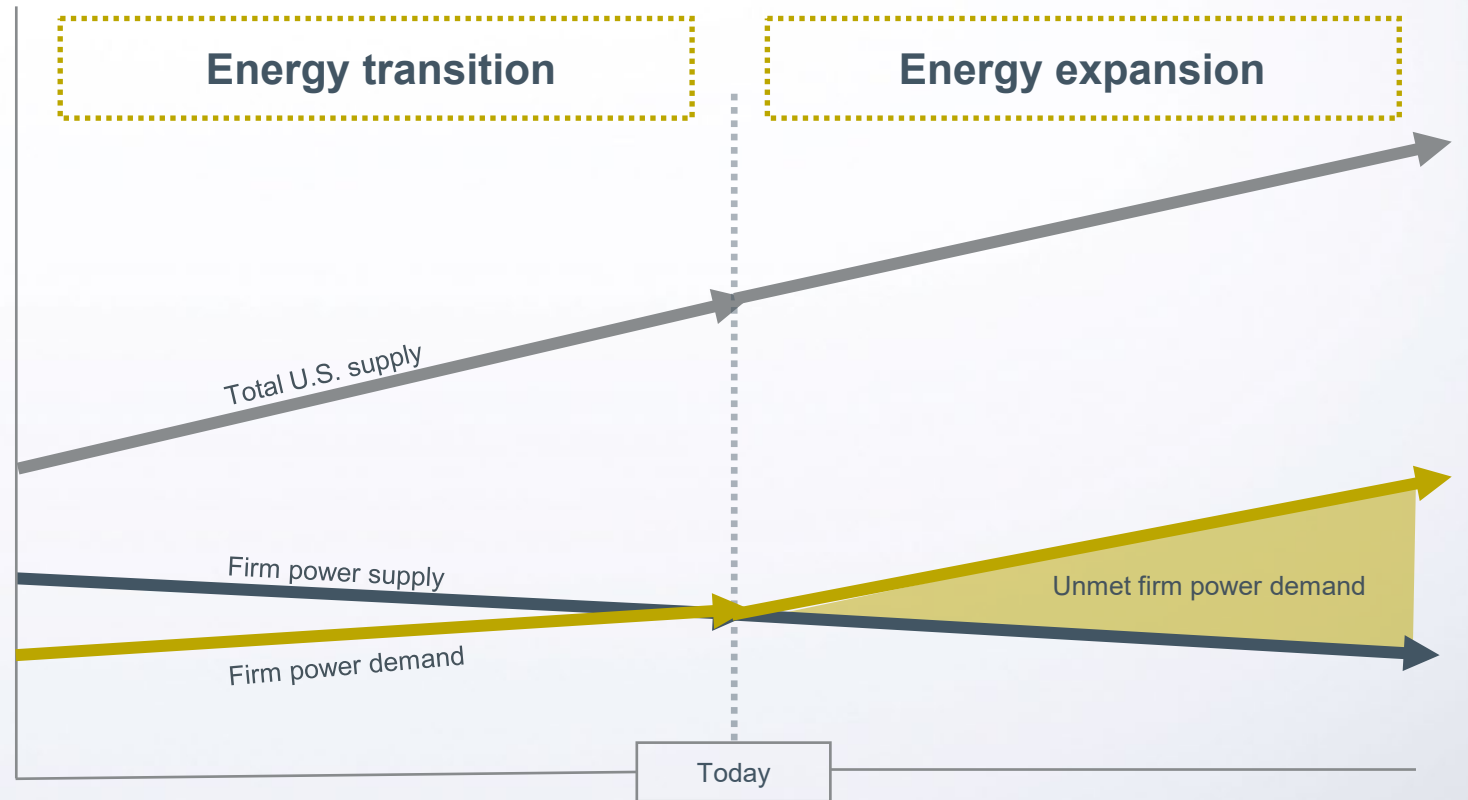 Energy transition
Energy expansion
Total U.S. supply
Firm power supply
Firm power demand
Unmet firm power demand
Today